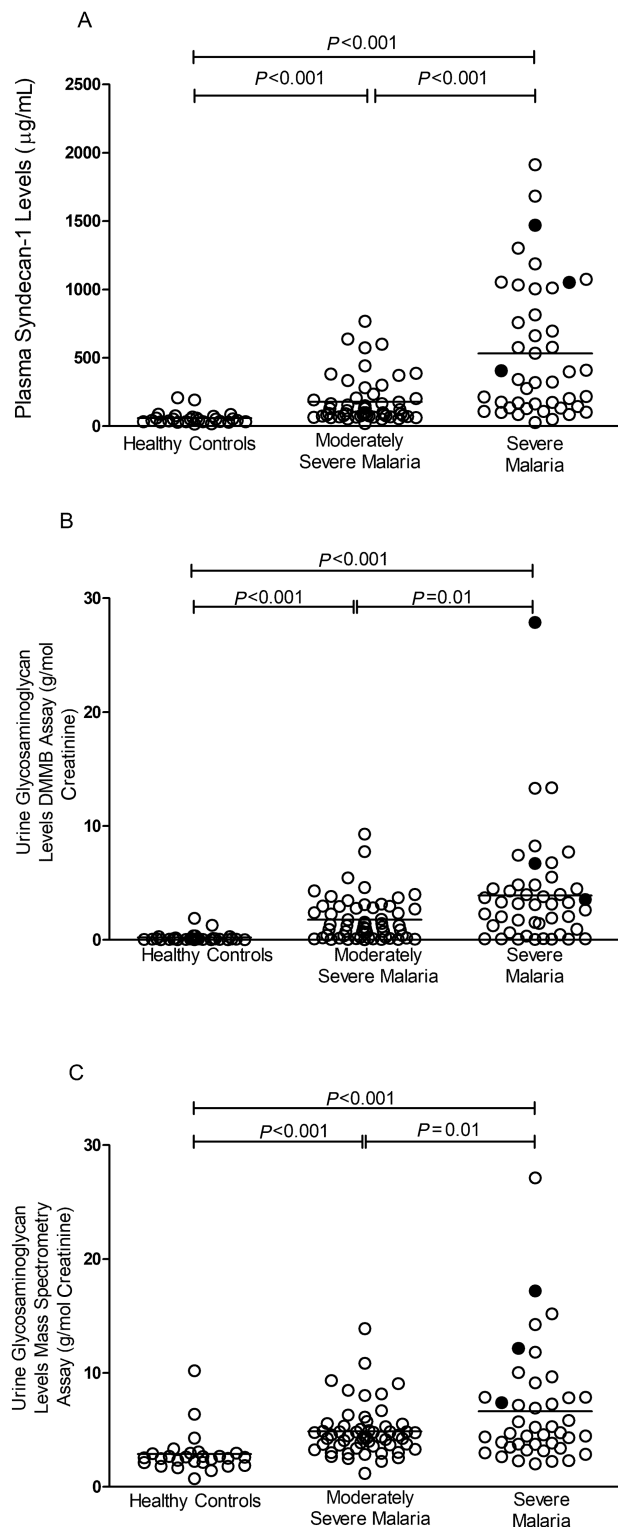 A
P<0.001
P<0.001 P<0.001
Plasma Syndecan-1 Levels (μg/mL)
2500
2000
1500
1000
500
0
Healthy Controls
Moderately
Severe Malaria
Severe
Malaria
B
P<0.001
P<0.001 P=0.01
Urine Glycosaminoglycan
Levels DMMB Assay (g/mol
Creatinine)
30
20
10
0
Healthy Controls
Moderately
Severe Malaria
Severe
Malaria
C
P<0.001
P<0.001 P=0.01
Urine Glycosaminoglycan
Levels Mass Spectrometry
Assay (g/mol Creatinine)
30
20
10
0
Healthy Controls
Moderately
Severe Malaria
Severe
Malaria